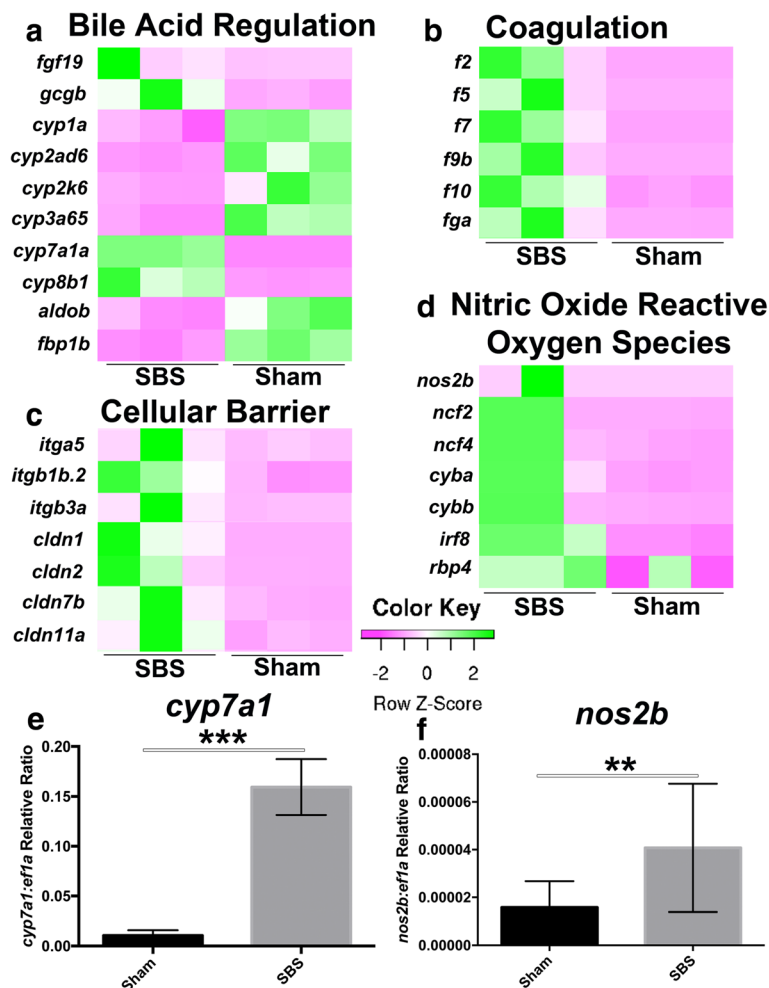 a Bile Acid Regulation
fgf19
gcgb
cyp1a
cyp2ad6
cyp2k6
cyp3a65
cyp7a1a
cyp8b1
aldob
fbp1b
SBS Sham
b Coagulation
f2
f5
f7
f9b
f10
fga
SBS Sham
c Cellular Barrier
itga5
itgb1b.2
itgb3a
cldn1
cldn2
cldn7b
cldn11a
SBS Sham
d Nitric Oxide Reactive
Oxygen Species
nos2b
ncf2
ncf4
cyba
cybb
irf8
rbp4
SBS Sham
Color Key
-2 0 2
Row Z-Score
e cyp7a1
***
cyp7a1:ef1a Relative Ratio
0.20
0.15
0.10
0.05
0.00
Sham SBS
f nos2b
**
nos2b:ef1a Relative Ratio
0.00008
0.00006
0.00004
0.00002
0.00000
Sham SBS